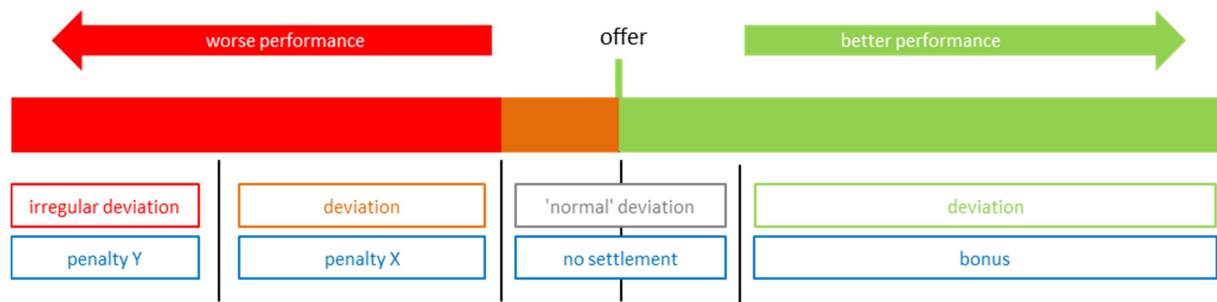 worse performance
offer
better performance
irregular deviation
deviation
'normal' deviation
deviation
penalty Y
penalty X
no settlement
bonus